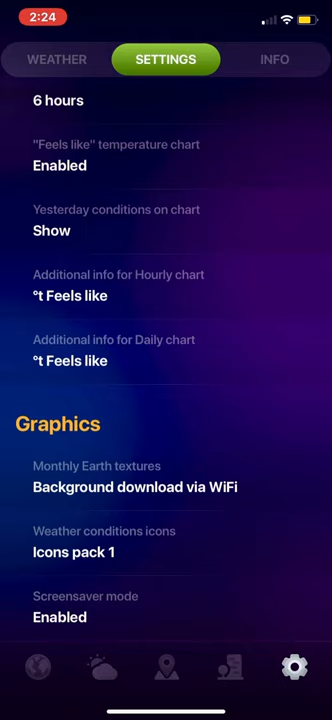 2:24
WEATHER
SETTINGS
INFO
6 hours
"Feels like" temperature chart
Enabled
Yesterday conditions on chart
Show
Additional info for Hourly chart
°t Feels like
Additional info for Daily chart
°t Feels like
Graphics
Monthly Earth textures
Background download via WiFi
Weather conditions icons
Icons pack 1
Screensaver mode
Enabled